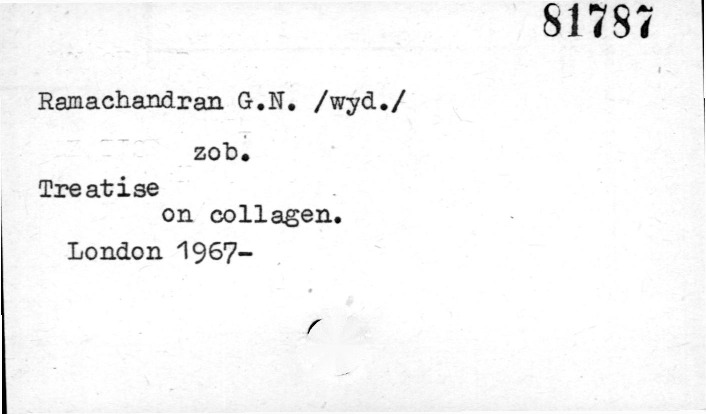 81787
Ramachandran G.N. /wyd./
zob.
Treatise
on collagen.
London 1967-